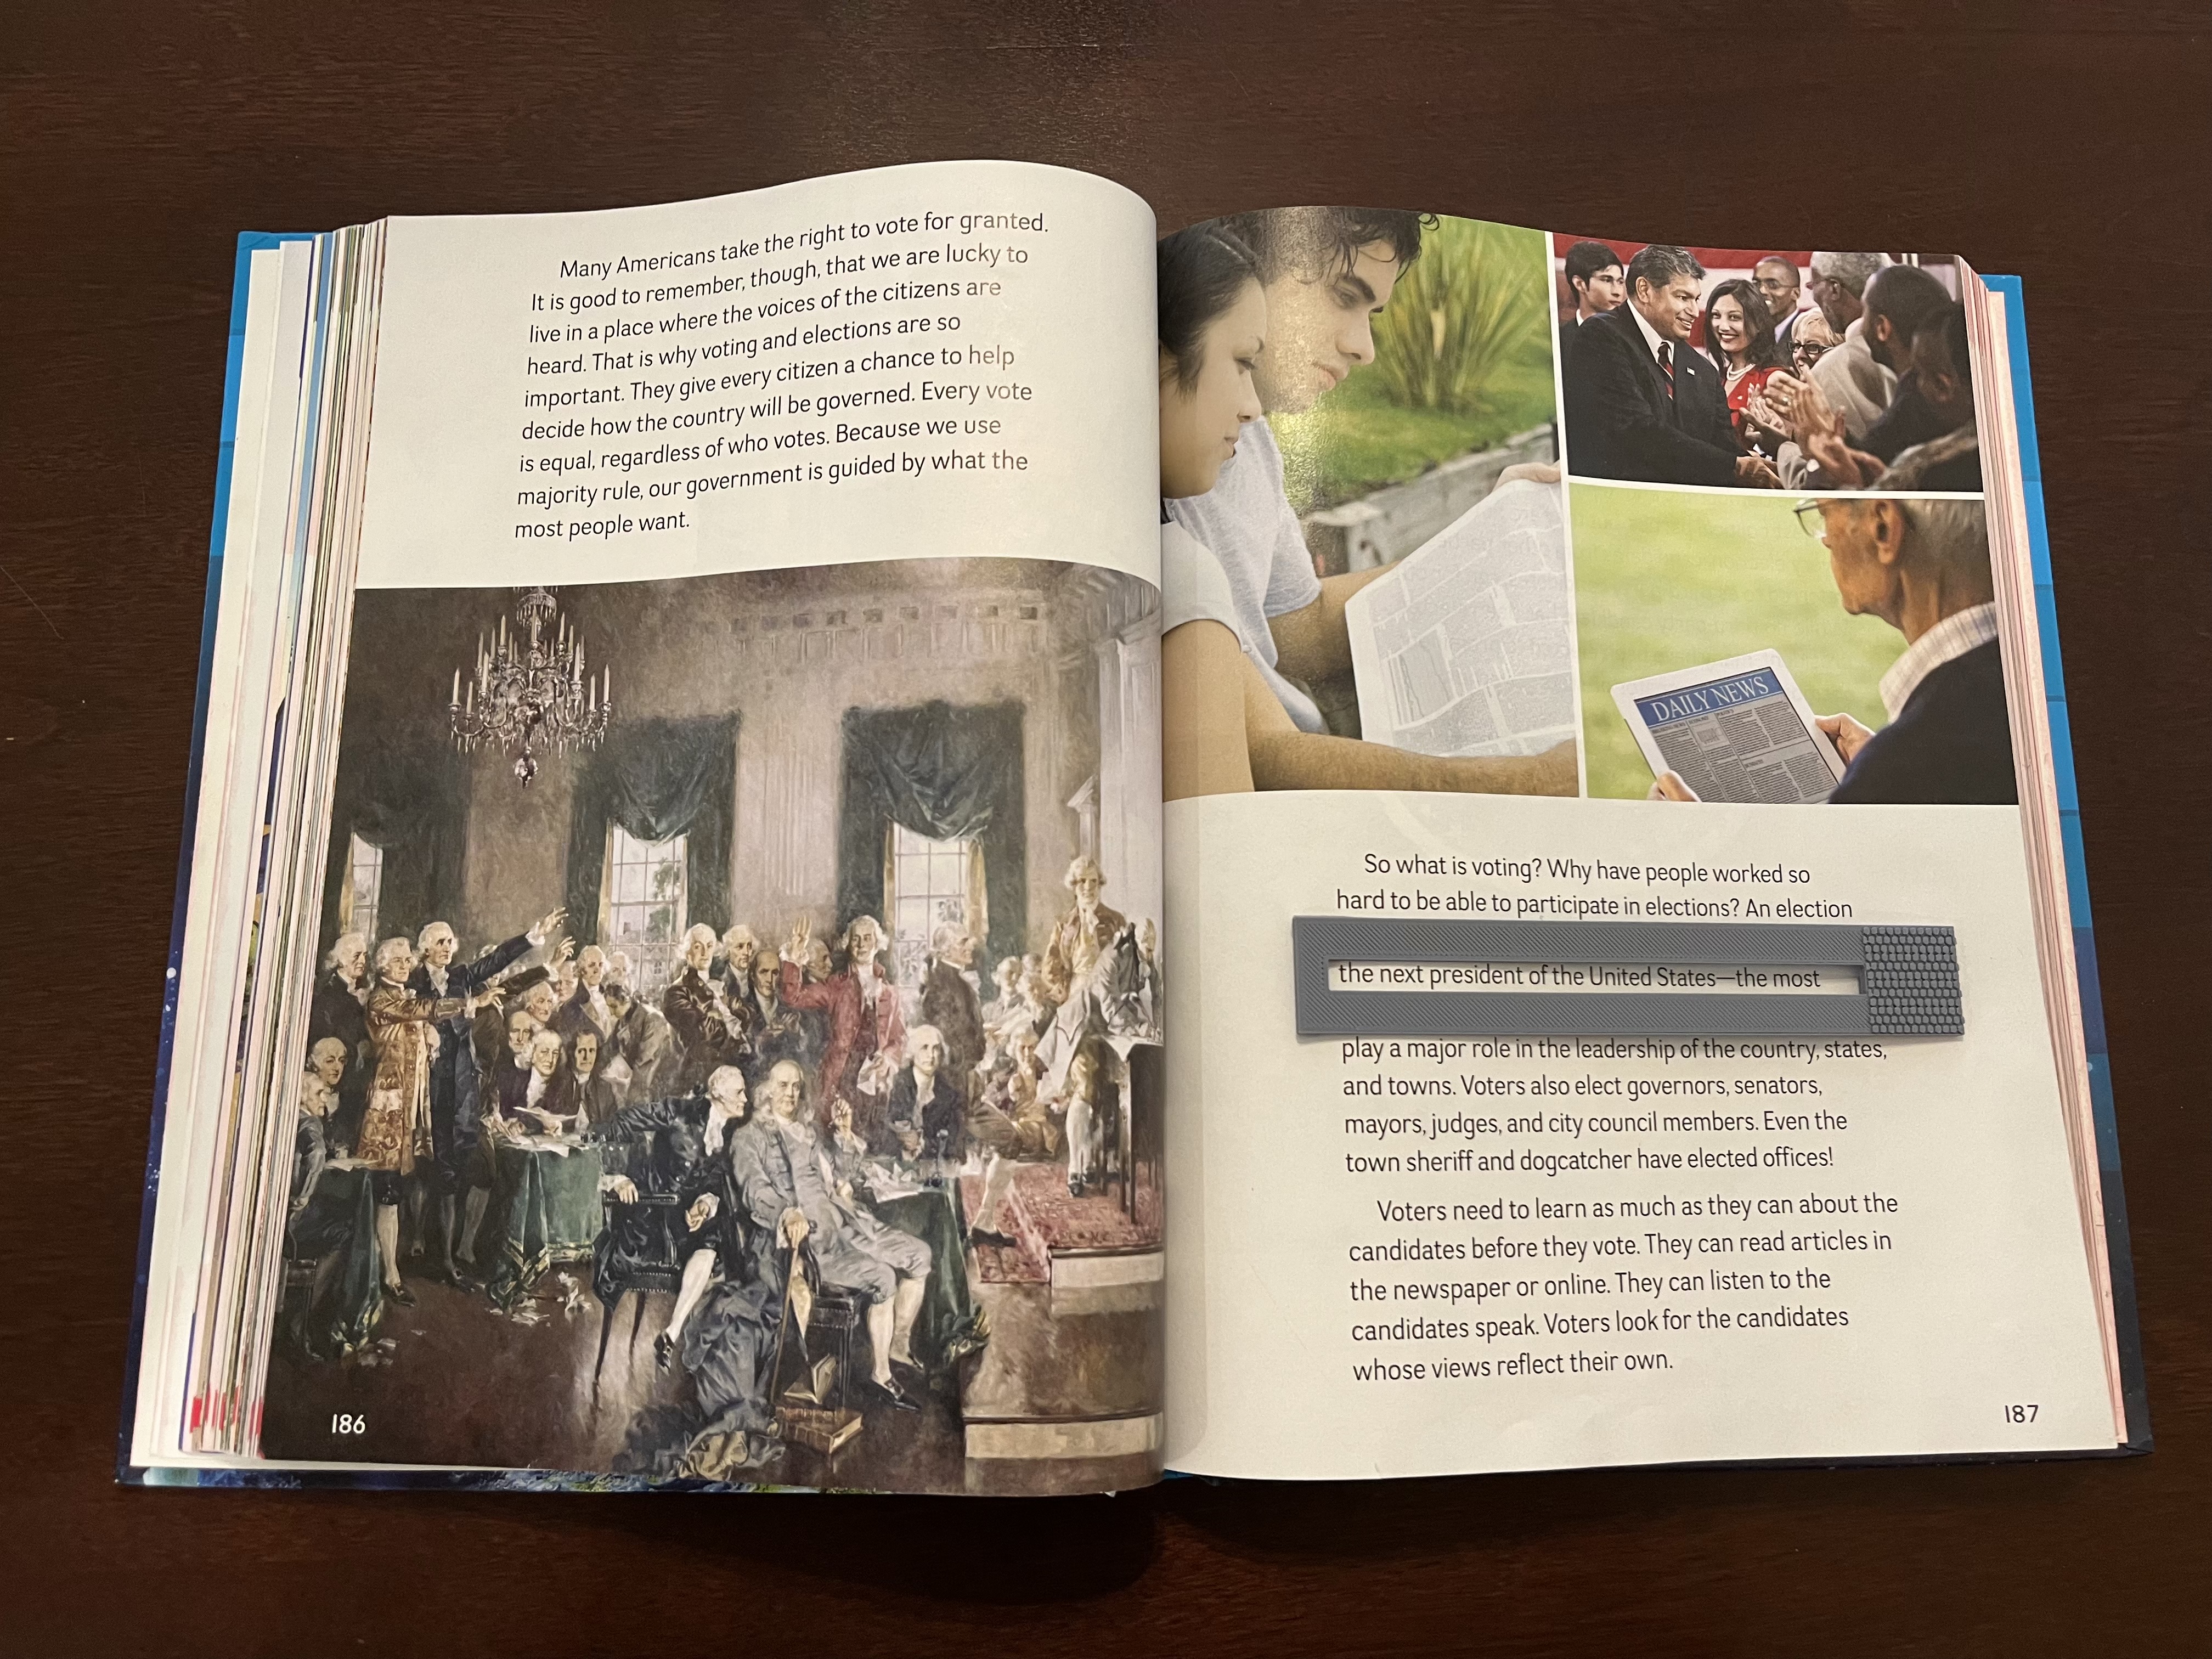 Many Americans take the right to vote for granted.
It is good to remember, though, that we are lucky to
live in a place where the voices of the citizens are
heard. That is why voting and elections are so
important. They give every citizen a chance to help
decide how the country will be governed. Every vote
is equal, regardless of who votes. Because we use
majority rule, our government is guided by what the
most people want.
186
DAILY NEWS
So what is voting? Why have people worked so
hard to be able to participate in elections? An election
the next president of the United States—the most
play a major role in the leadership of the country, states,
and towns. Voters also elect governors, senators,
mayors, judges, and city council members. Even the
town sheriff and dogcatcher have elected offices!
Voters need to learn as much as they can about the
candidates before they vote. They can read articles in
the newspaper or online. They can listen to the
candidates speak. Voters look for the candidates
whose views reflect their own.
187